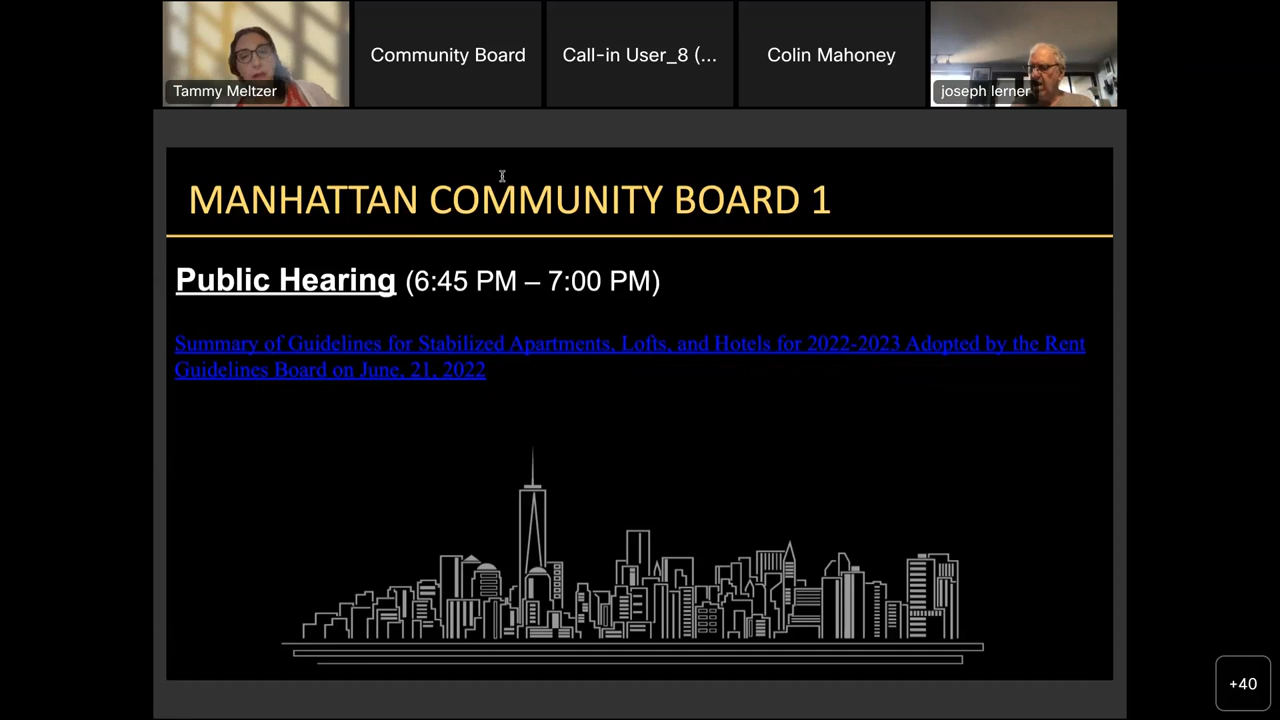 Tammy Meltzer
Community Board
Call-in User_8 (...
Colin Mahoney
joseph lerner
MANHATTAN COMMUNITY BOARD 1
Public Hearing (6:45 PM – 7:00 PM)
Summary of Guidelines for Stabilized Apartments, Lofts, and Hotels for 2022-2023 Adopted by the Rent
Guidelines Board on June, 21, 2022
+40